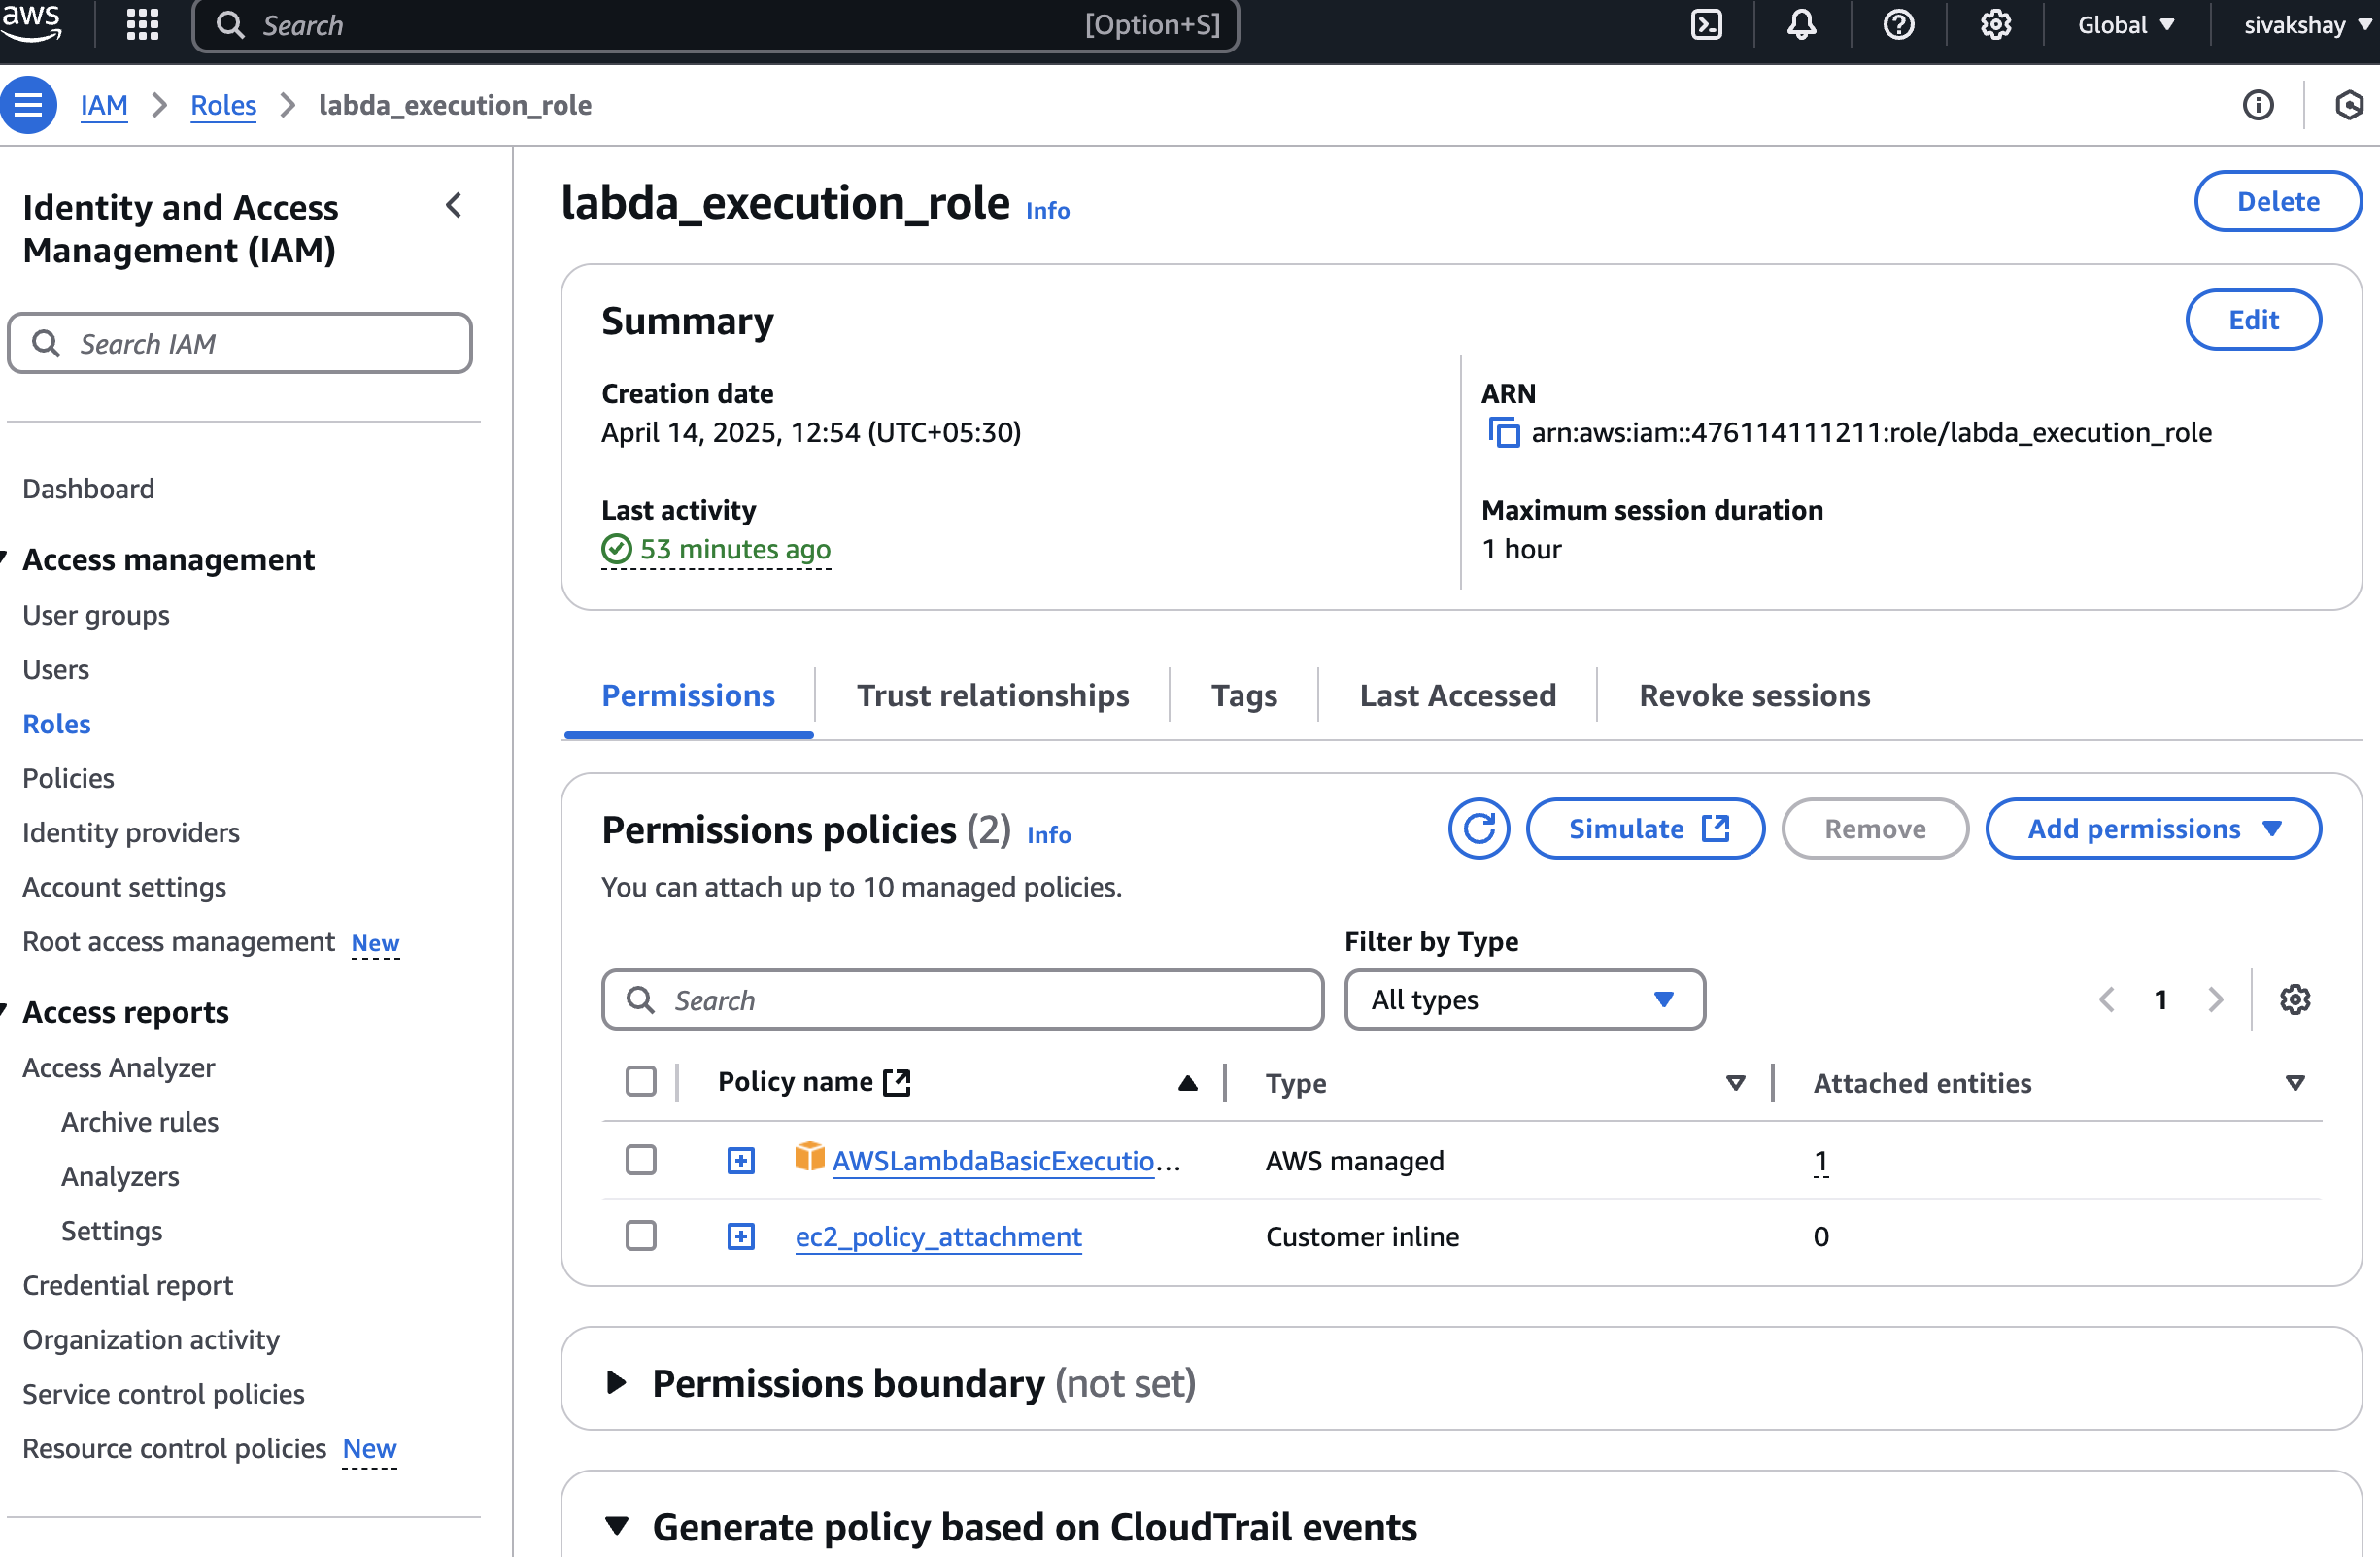 aws
Search
[Option+S]
Global
sivakshay
IAM
Roles
labda_execution_role
Identity and Access
Management (IAM)
Search IAM
Dashboard
Access management
User groups
Users
Roles
Policies
Identity providers
Account settings
Root access management New
Access reports
Access Analyzer
Archive rules
Analyzers
Settings
Credential report
Organization activity
Service control policies
Resource control policies New
labda_execution_role Info
Delete
Summary
Edit
Creation date
April 14, 2025, 12:54 (UTC+05:30)
ARN
arn:aws:iam::476114111211:role/labda_execution_role
Last activity
53 minutes ago
Maximum session duration
1 hour
Permissions
Trust relationships
Tags
Last Accessed
Revoke sessions
Permissions policies (2) Info
Simulate
Remove
Add permissions
You can attach up to 10 managed policies.
Filter by Type
Search
All types
1
Policy name
Type
Attached entities
AWSLambdaBasicExecutio...
AWS managed
1
ec2_policy_attachment
Customer inline
0
Permissions boundary (not set)
Generate policy based on CloudTrail events